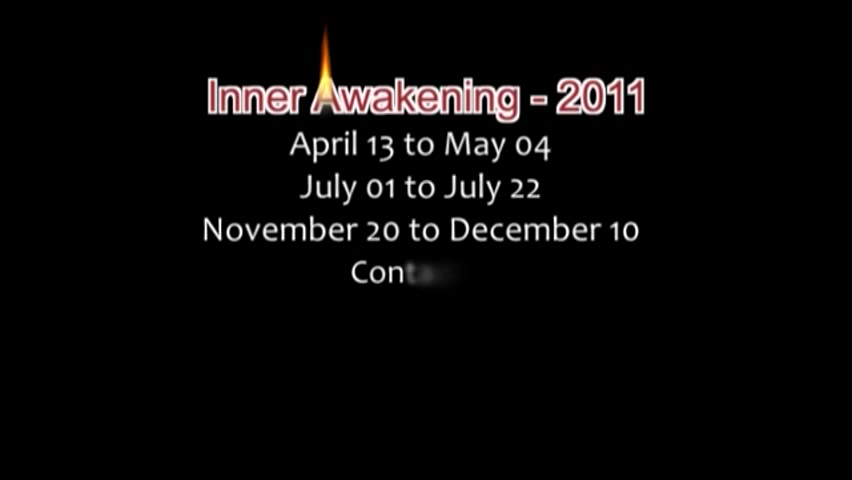 Inner Awakening - 2011
April 13 to May 04
July 01 to July 22
November 20 to December 10